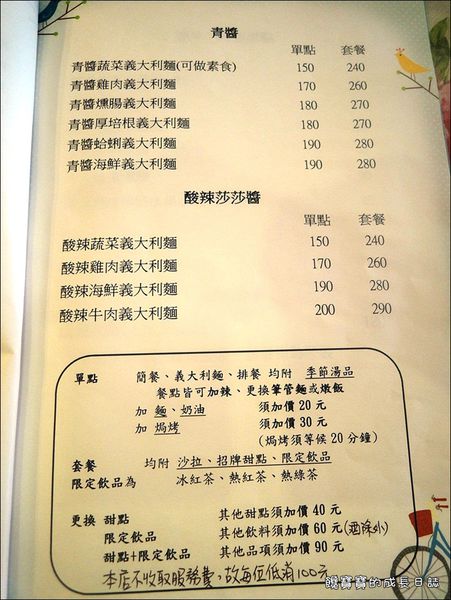 青醬
單點 套餐
青醬蔬菜義大利麵(可做素食) 150 240
青醬雞肉義大利麵 170 260
青醬燻腸義大利麵 180 270
青醬厚培根義大利麵 180 270
青醬蛤蜊義大利麵 190 280
青醬海鮮義大利麵 190 280
酸辣莎莎醬
單點 套餐
酸辣蔬菜義大利麵 150 240
酸辣雞肉義大利麵 170 260
酸辣海鮮義大利麵 190 280
酸辣牛肉義大利麵 200 290
單點 簡餐、義大利麵、排餐 均附 季節湯品
餐點皆可加辣、更換筆管麵或燉飯
加 麵、奶油 須加價 20 元
加 焗烤 須加價 30 元
(焗烤須等候 20 分鐘)
套餐 均附 沙拉、招牌甜點、限定飲品
限定飲品為 冰紅茶、熱紅茶、熱綠茶
更換 甜點 其他甜點須加價 40 元
限定飲品 其他飲料須加價 60 元(酒除外)
甜點+限定飲品 其他品項須加價 90 元
本店不收取服務費，故每位低消100元
覦寶寶的成長日誌